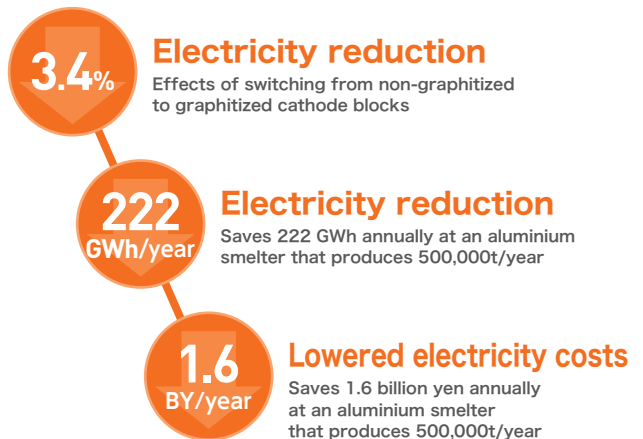 3.4%
Electricity reduction
Effects of switching from non-graphitized
to graphitized cathode blocks
222
GWh/year
Electricity reduction
Saves 222 GWh annually at an aluminium
smelter that produces 500,000t/year
1.6
BY/year
Lowered electricity costs
Saves 1.6 billion yen annually
at an aluminium smelter
that produces 500,000t/year